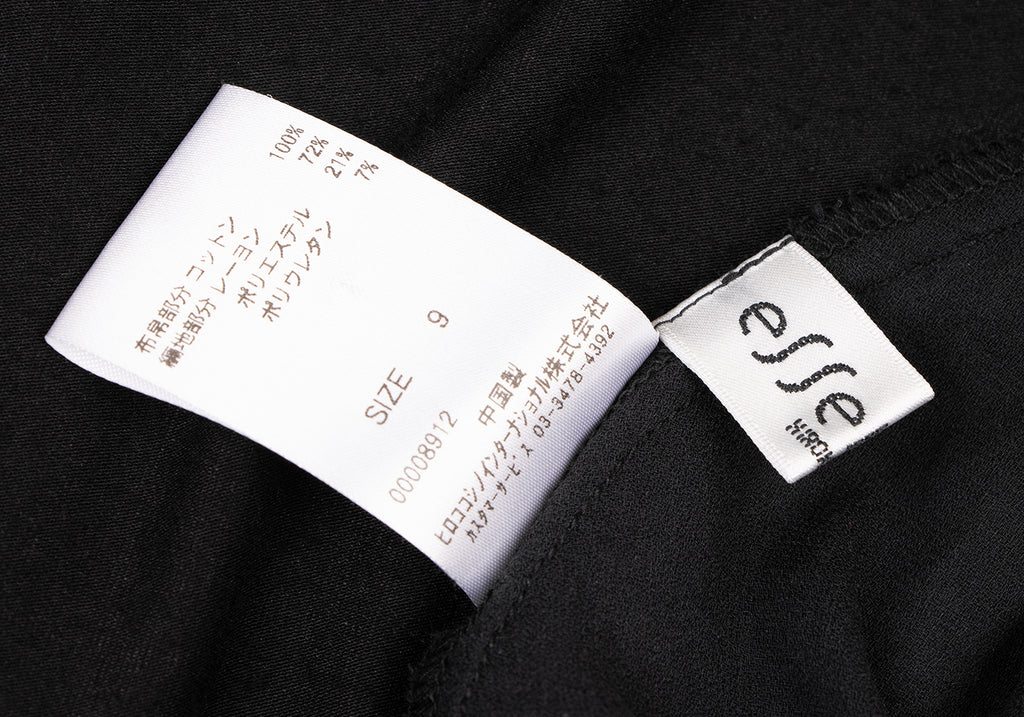 布帛部分 コットン 100%
編地部分 レーヨン 72%
ポリエステル 21%
ポリウレタン 7%
SIZE 9
00008912 中国製
ヒロココシノインターナショナル株式会社
カスタマーサービス 03-3478-4392
esse